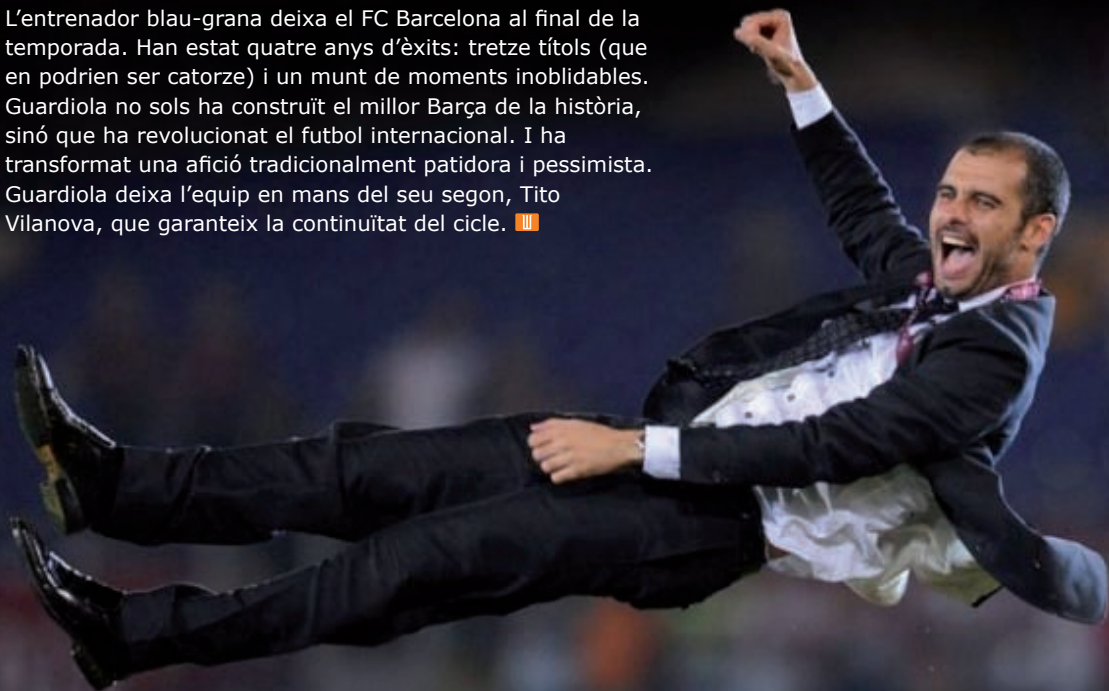 L’entrenador blau-grana deixa el FC Barcelona al final de la
temporada. Han estat quatre anys d’èxits: tretze títols (que
en podrien ser catorze) i un munt de moments inoblidables.
Guardiola no sols ha construït el millor Barça de la història,
sinó que ha revolucionat el futbol internacional. I ha
transformat una afició tradicionalment patidora i pessimista.
Guardiola deixa l’equip en mans del seu segon, Tito
Vilanova, que garanteix la continuïtat del cicle.